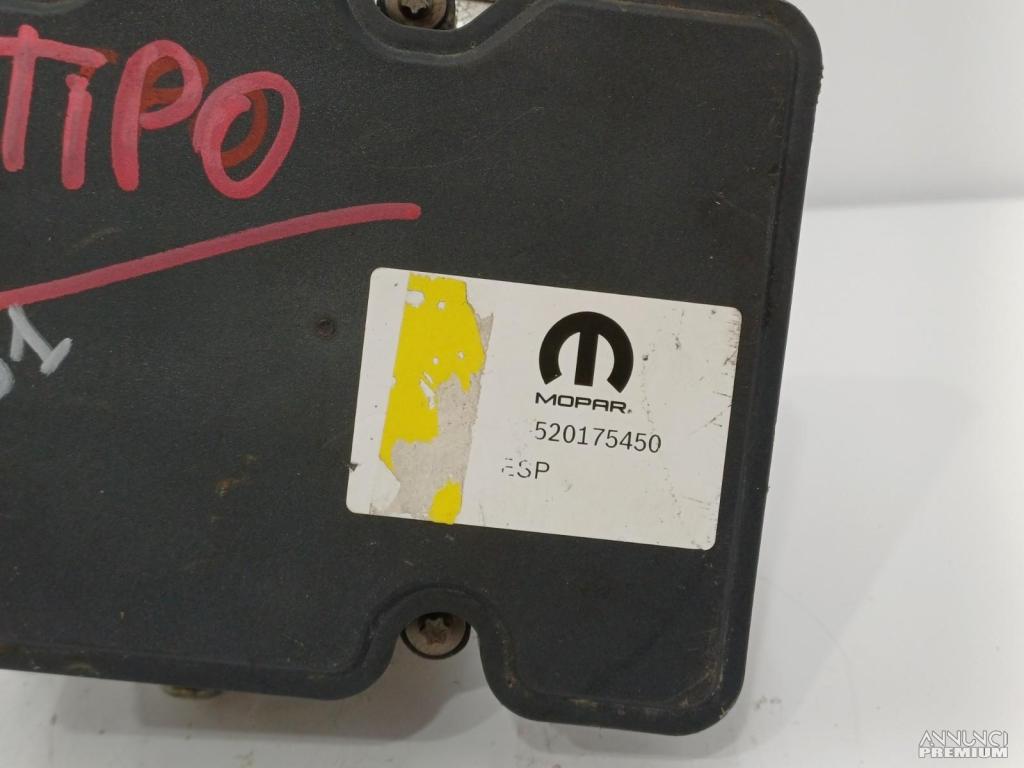 TIPO
MOPAR®
520175450
ESP
ANNUNCI
PREMIUM